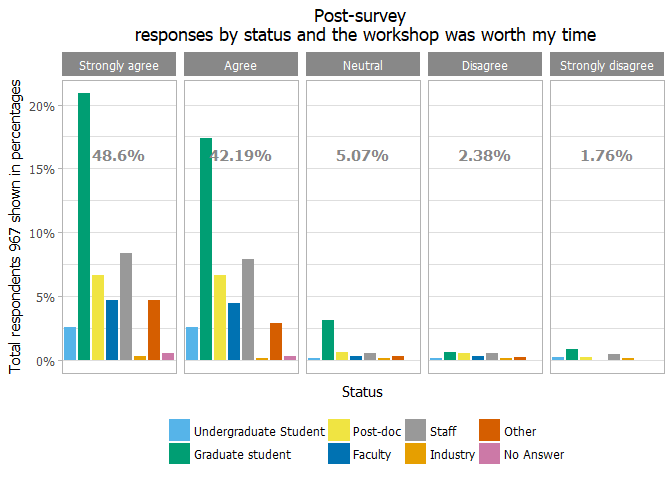 Post-survey
responses by status and the workshop was worth my time
Strongly agree Agree Neutral Disagree Strongly disagree
Total respondents 967 shown in percentages
20%
48.6% 42.19% 5.07% 2.38% 1.76%
15%
10%
5%
0%
Status
Undergraduate Student Post-doc Staff Other
Graduate student Faculty Industry No Answer